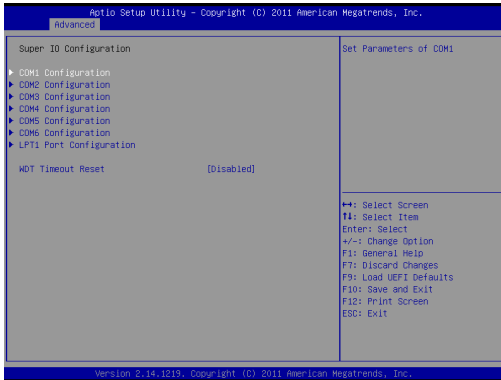 Aptio Setup Utility – Copyright (C) 2011 American Megatrends, Inc.
Advanced
Super IO Configuration
COM1 Configuration
COM2 Configuration
COM3 Configuration
COM4 Configuration
COM5 Configuration
COM6 Configuration
LPT1 Port Configuration
WDT Timeout Reset [Disabled]
Set Parameters of COM1
↔: Select Screen
↑↓: Select Item
Enter: Select
+/-: Change Option
F1: General Help
F7: Discard Changes
F9: Load UEFI Defaults
F10: Save and Exit
F12: Print Screen
ESC: Exit
Version 2.14.1219. Copyright (C) 2011 American Megatrends, Inc.